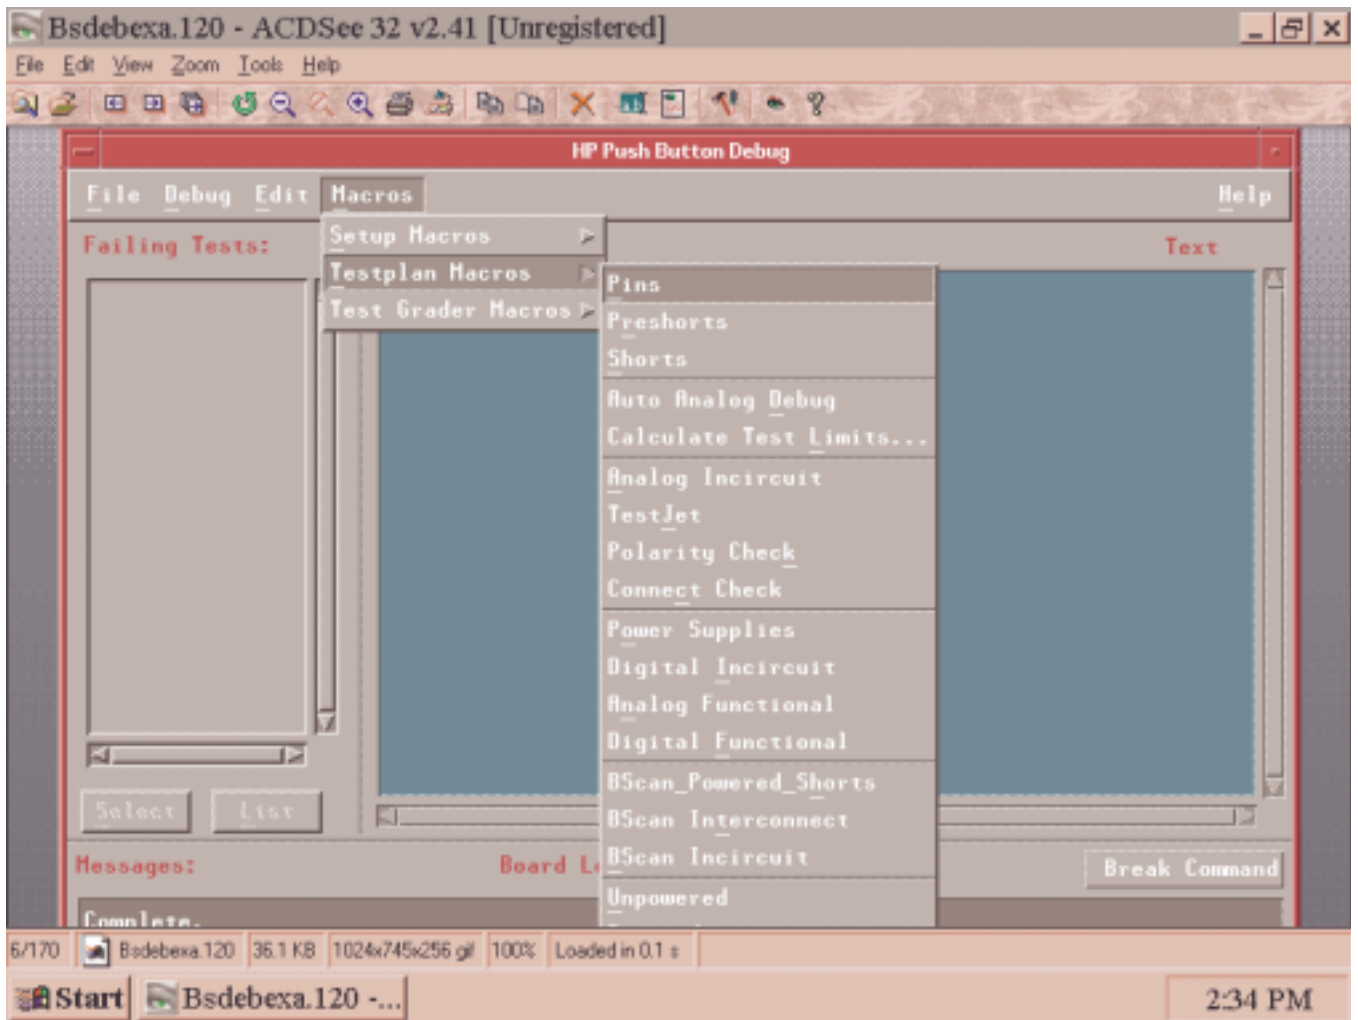 Bsdebexa.120 - ACDSee 32 v2.41 [Unregistered]
File Edit View Zoom Tools Help
HP Push Button Debug
File Debug Edit Macros Help
Failing Tests:
Setup Macros
Text
Testplan Macros
Test Grader Macros
Pins
Preshorts
Shorts
Auto Analog Debug
Calculate Test Limits...
Analog Incircuit
TestJet
Polarity Check
Connect Check
Power Supplies
Digital Incircuit
Analog Functional
Digital Functional
BScan_Powered_Shorts
BScan Interconnect
BScan Incircuit
Unpowered
Select List
Messages:
Board L
Break Command
Complete.
6/170 Bsdebexa.120 36.1 KB 1024x745x256 gif 100% Loaded in 0.1 s
Start Bsdebexa.120 -... 2:34 PM